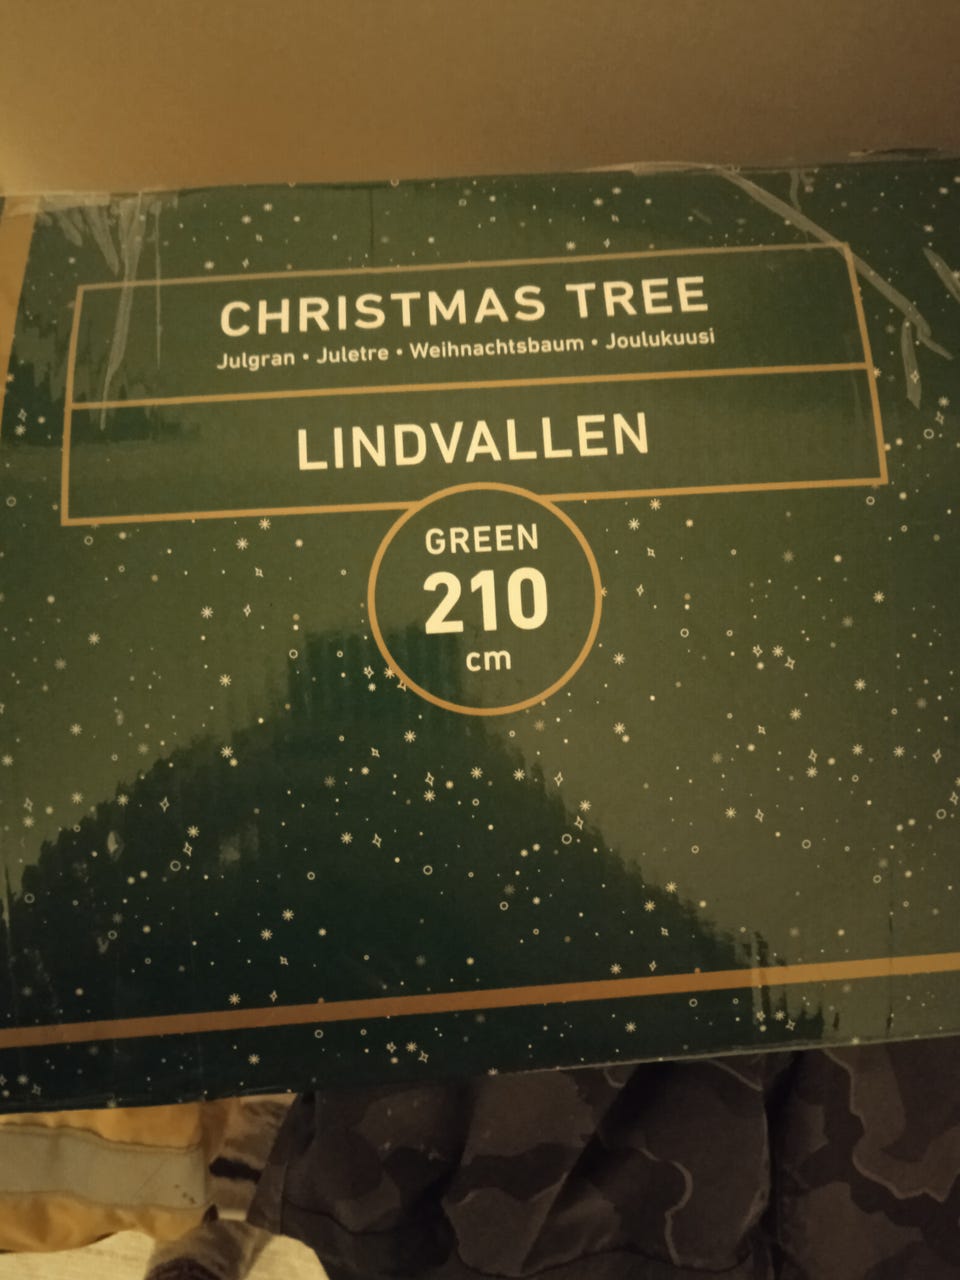 CHRISTMAS TREE
Julgran • Juletre • Weihnachtsbaum • Joulukuusi
LINDVALLEN
GREEN
210
cm